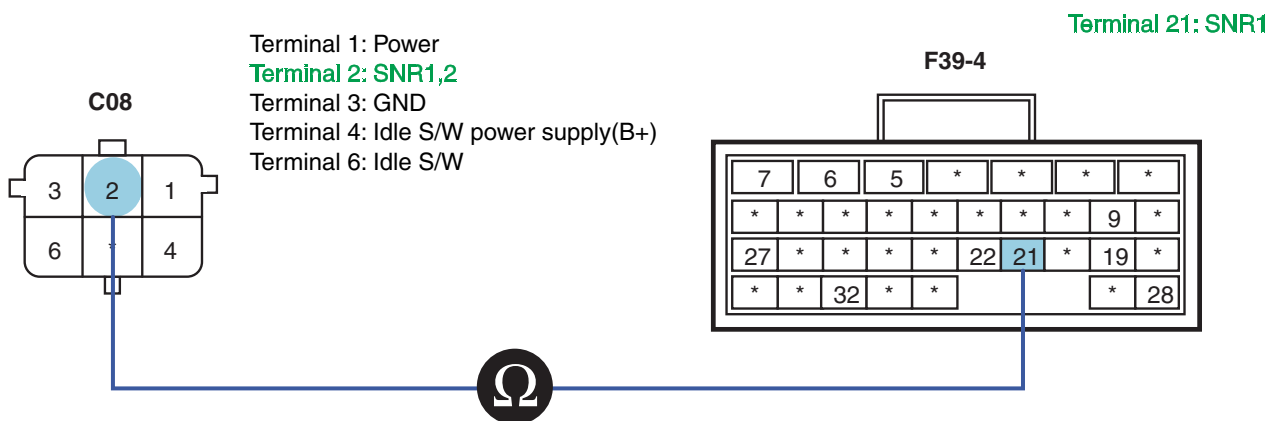 Terminal 21: SNR1
Terminal 1: Power
Terminal 2: SNR1,2
Terminal 3: GND
Terminal 4: Idle S/W power supply(B+)
Terminal 6: Idle S/W
C08
3 2 1
6 * 4
F39-4
7 6 5 * * * *
* * * * * * * * 9 *
27 * * * * 22 21 * 19 *
* * 32 * * * 28
Ω